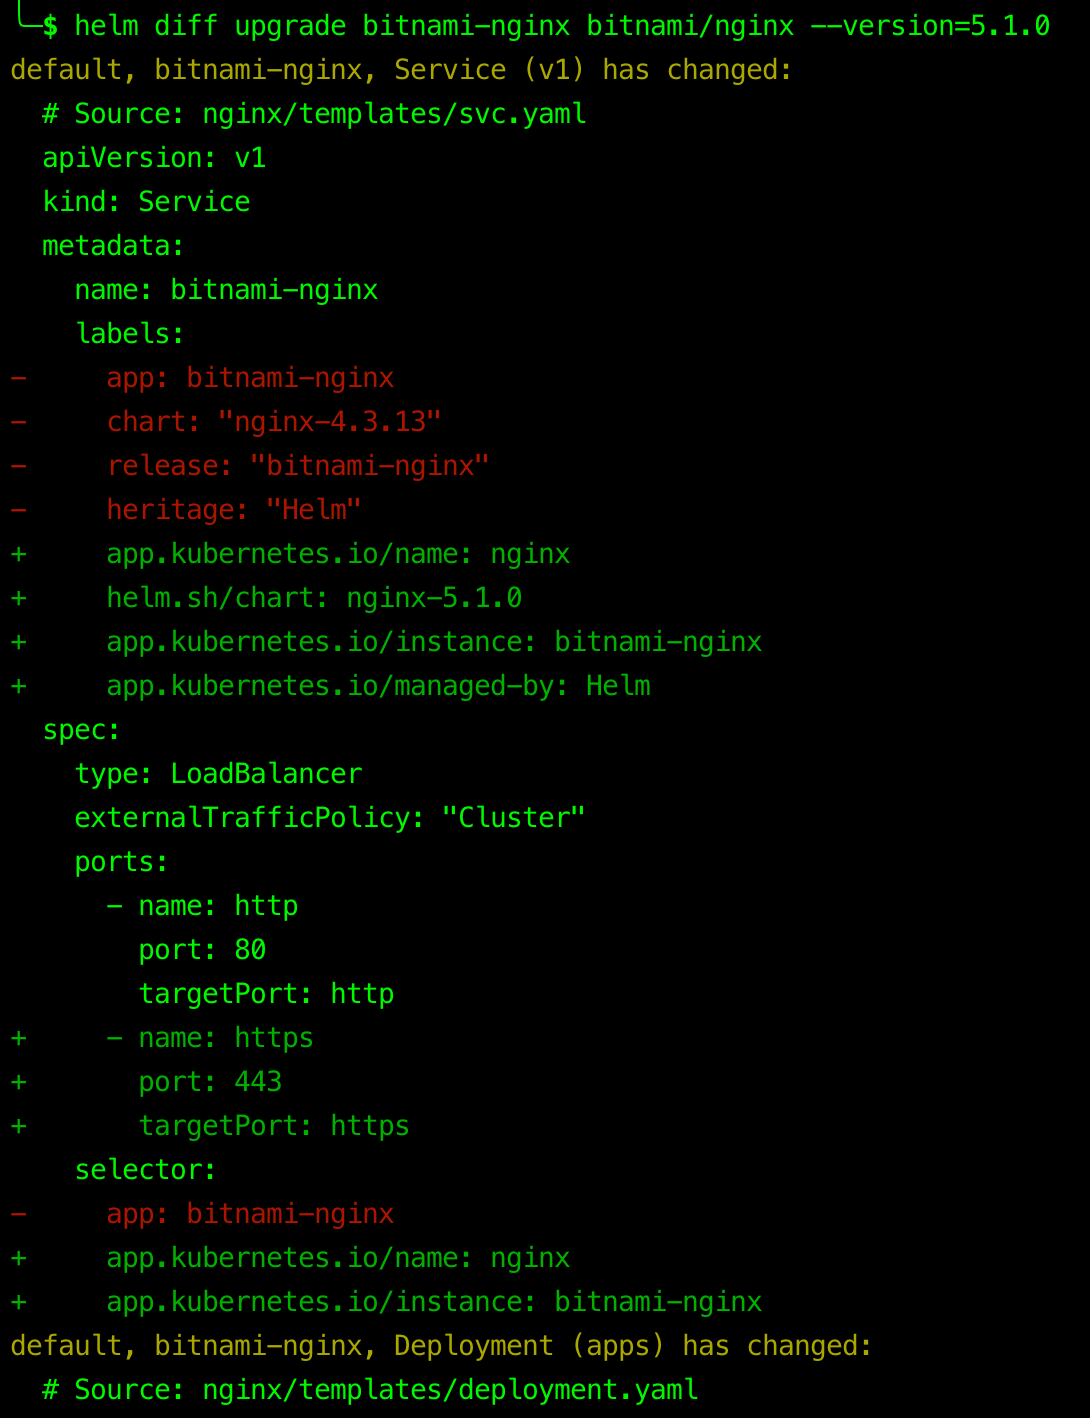 ╰─$ helm diff upgrade bitnami-nginx bitnami/nginx --version=5.1.0
default, bitnami-nginx, Service (v1) has changed:
  # Source: nginx/templates/svc.yaml
  apiVersion: v1
  kind: Service
  metadata:
    name: bitnami-nginx
    labels:
-     app: bitnami-nginx
-     chart: "nginx-4.3.13"
-     release: "bitnami-nginx"
-     heritage: "Helm"
+     app.kubernetes.io/name: nginx
+     helm.sh/chart: nginx-5.1.0
+     app.kubernetes.io/instance: bitnami-nginx
+     app.kubernetes.io/managed-by: Helm
  spec:
    type: LoadBalancer
    externalTrafficPolicy: "Cluster"
    ports:
      - name: http
        port: 80
        targetPort: http
+     - name: https
+       port: 443
+       targetPort: https
    selector:
-     app: bitnami-nginx
+     app.kubernetes.io/name: nginx
+     app.kubernetes.io/instance: bitnami-nginx
default, bitnami-nginx, Deployment (apps) has changed:
  # Source: nginx/templates/deployment.yaml